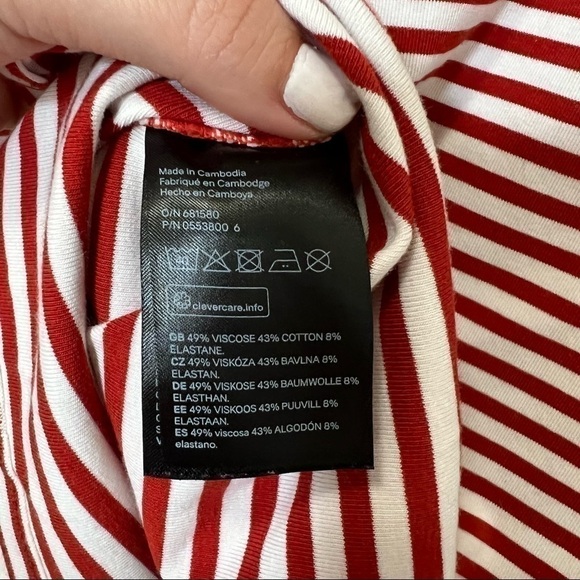 Made in Cambodia
Fabriqué en Cambodge
Hecho en Camboya
O/N 681580
P/N 0553800 6
clevercare.info
GB 49% VISCOSE 43% COTTON 8%
ELASTANE.
CZ 49% VISKÓZA 43% BAVLNA 8%
ELASTAN.
DE 49% VISKOSE 43% BAUMWOLLE 8%
ELASTHAN.
EE 49% VISKOOS 43% PUUVILL 8%
ELASTAAN.
ES 49% viscosa 43% ALGODÓN 8%
elastano.